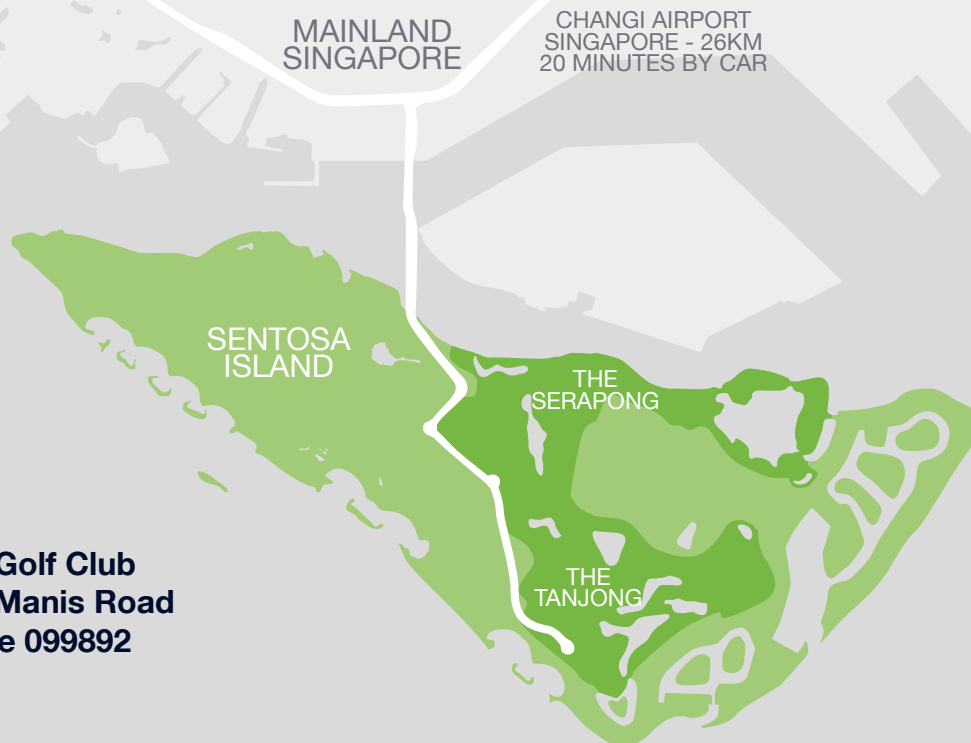 MAINLAND
SINGAPORE
CHANGI AIRPORT
SINGAPORE - 26KM
20 MINUTES BY CAR
SENTOSA
ISLAND
THE
SERAPONG
THE
TANJONG
Golf Club
Manis Road
e 099892